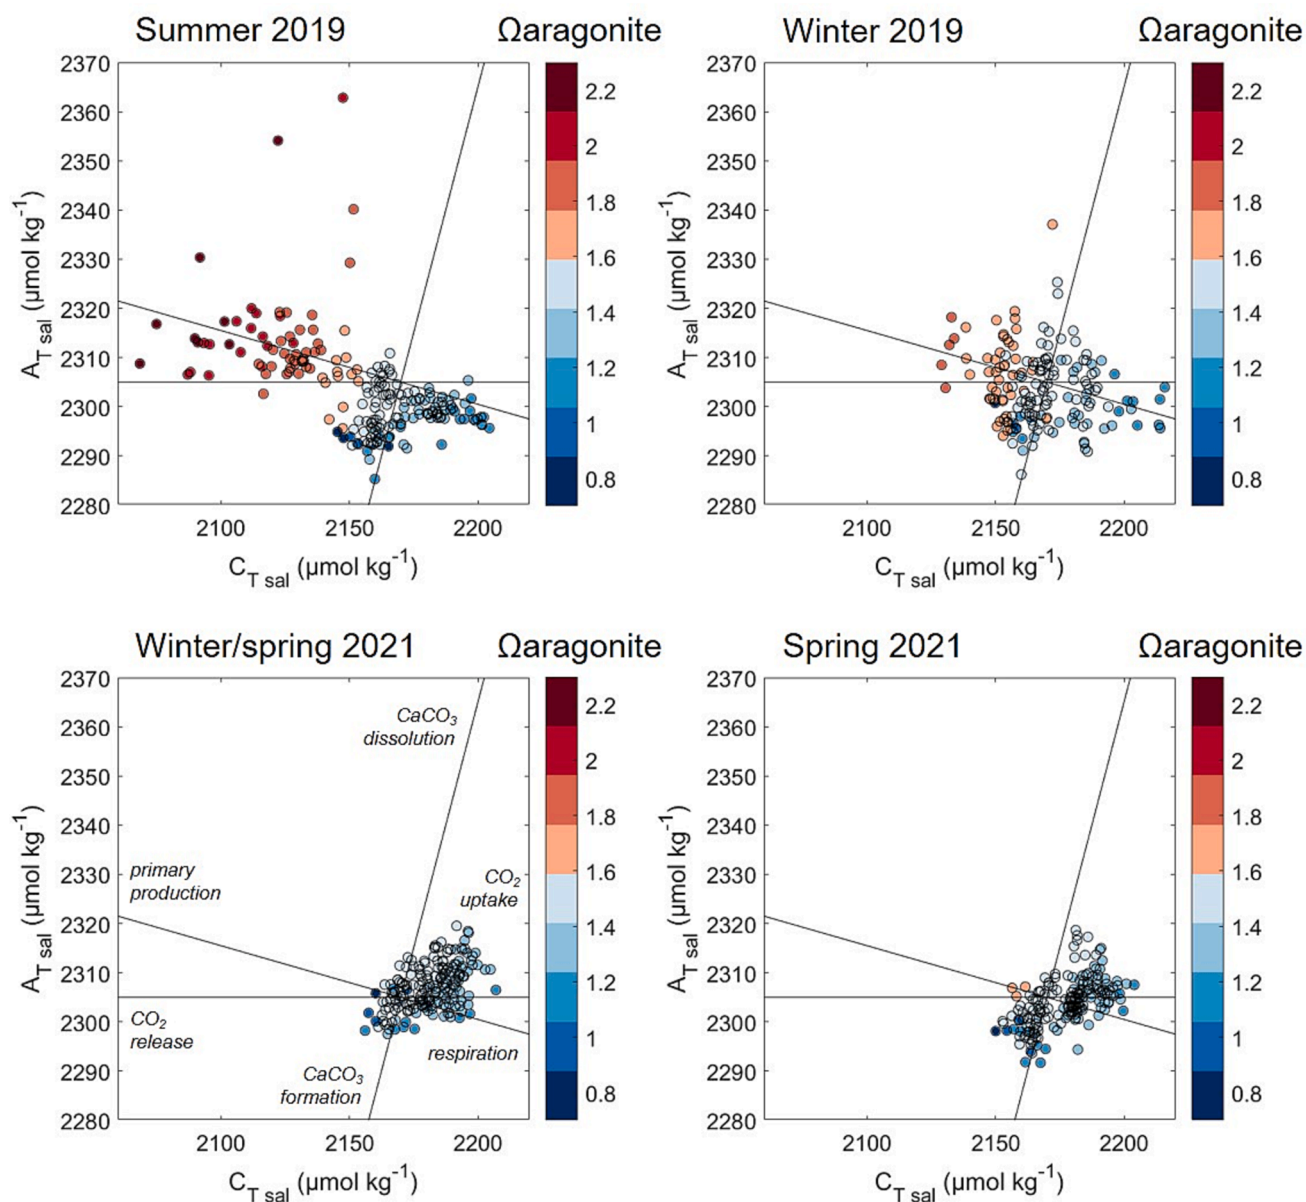 Summer 2019 Ωaragonite
2370
2360
2350
2340
2330
2320
2310
2300
2290
2280
A_T sal (µmol kg⁻¹)
2100 2150 2200
C_T sal (µmol kg⁻¹)
2.2
2
1.8
1.6
1.4
1.2
1
0.8
Winter 2019 Ωaragonite
2370
2360
2350
2340
2330
2320
2310
2300
2290
2280
A_T sal (µmol kg⁻¹)
2100 2150 2200
C_T sal (µmol kg⁻¹)
2.2
2
1.8
1.6
1.4
1.2
1
0.8
Winter/spring 2021 Ωaragonite
2370
2360
2350
2340
2330
2320
2310
2300
2290
2280
A_T sal (µmol kg⁻¹)
CaCO₃
dissolution
primary
production
CO₂
uptake
CO₂
release
respiration
CaCO₃
formation
2100 2150 2200
C_T sal (µmol kg⁻¹)
2.2
2
1.8
1.6
1.4
1.2
1
0.8
Spring 2021 Ωaragonite
2370
2360
2350
2340
2330
2320
2310
2300
2290
2280
A_T sal (µmol kg⁻¹)
2100 2150 2200
C_T sal (µmol kg⁻¹)
2.2
2
1.8
1.6
1.4
1.2
1
0.8